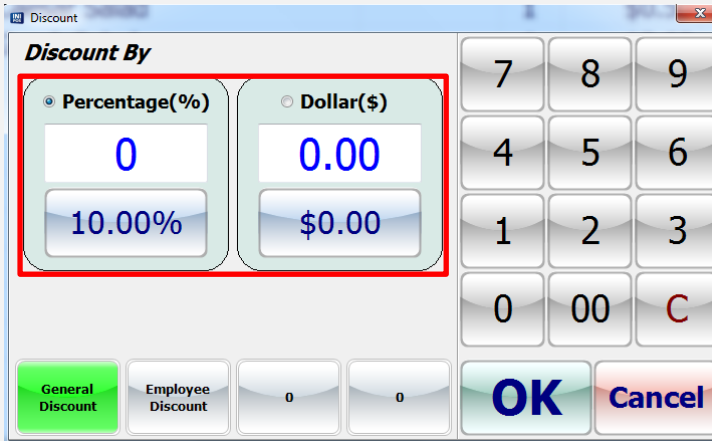 Discount
Discount By
Percentage(%)
Dollar($)
0
0.00
10.00%
$0.00
General
Discount
Employee
Discount
0
0
7 8 9
4 5 6
1 2 3
0 00 C
OK Cancel